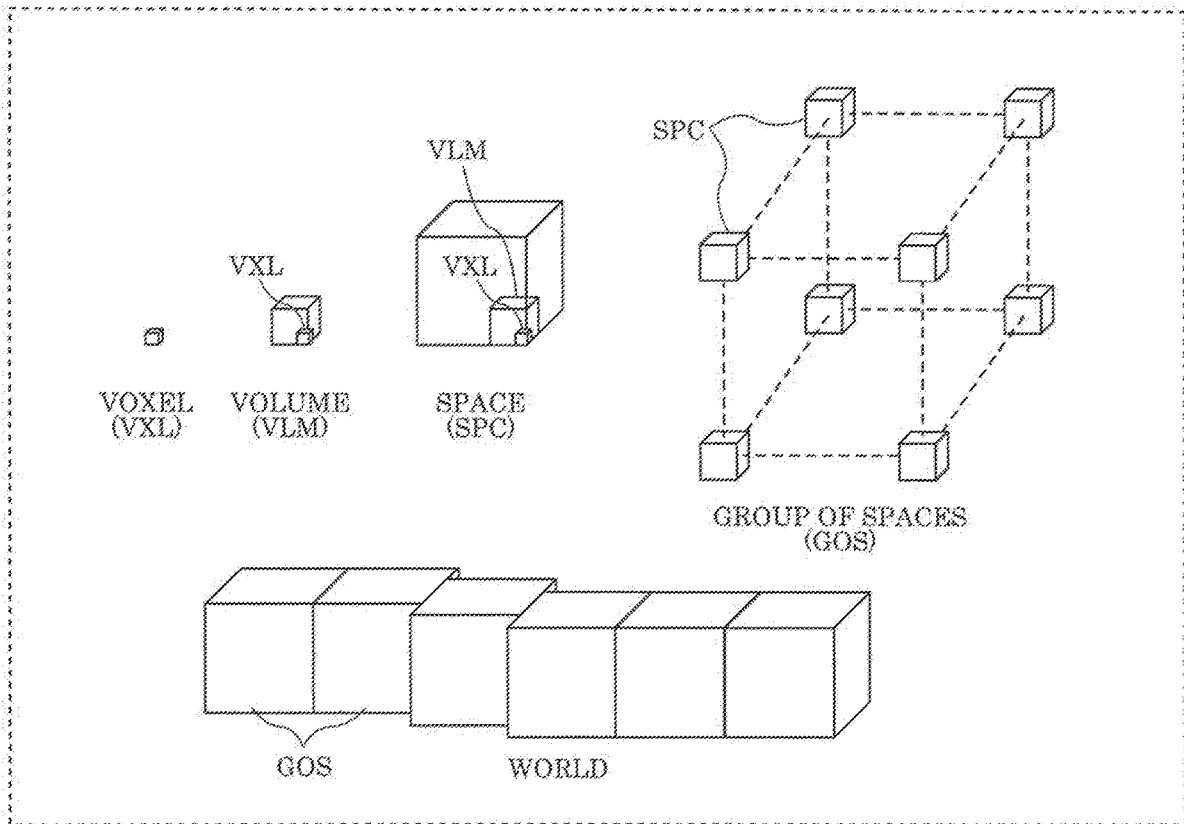 SPC
VLM
VXL
VXL
VOXEL
(VXL)
VOLUME
(VLM)
SPACE
(SPC)
GROUP OF SPACES
(GOS)
GOS
WORLD